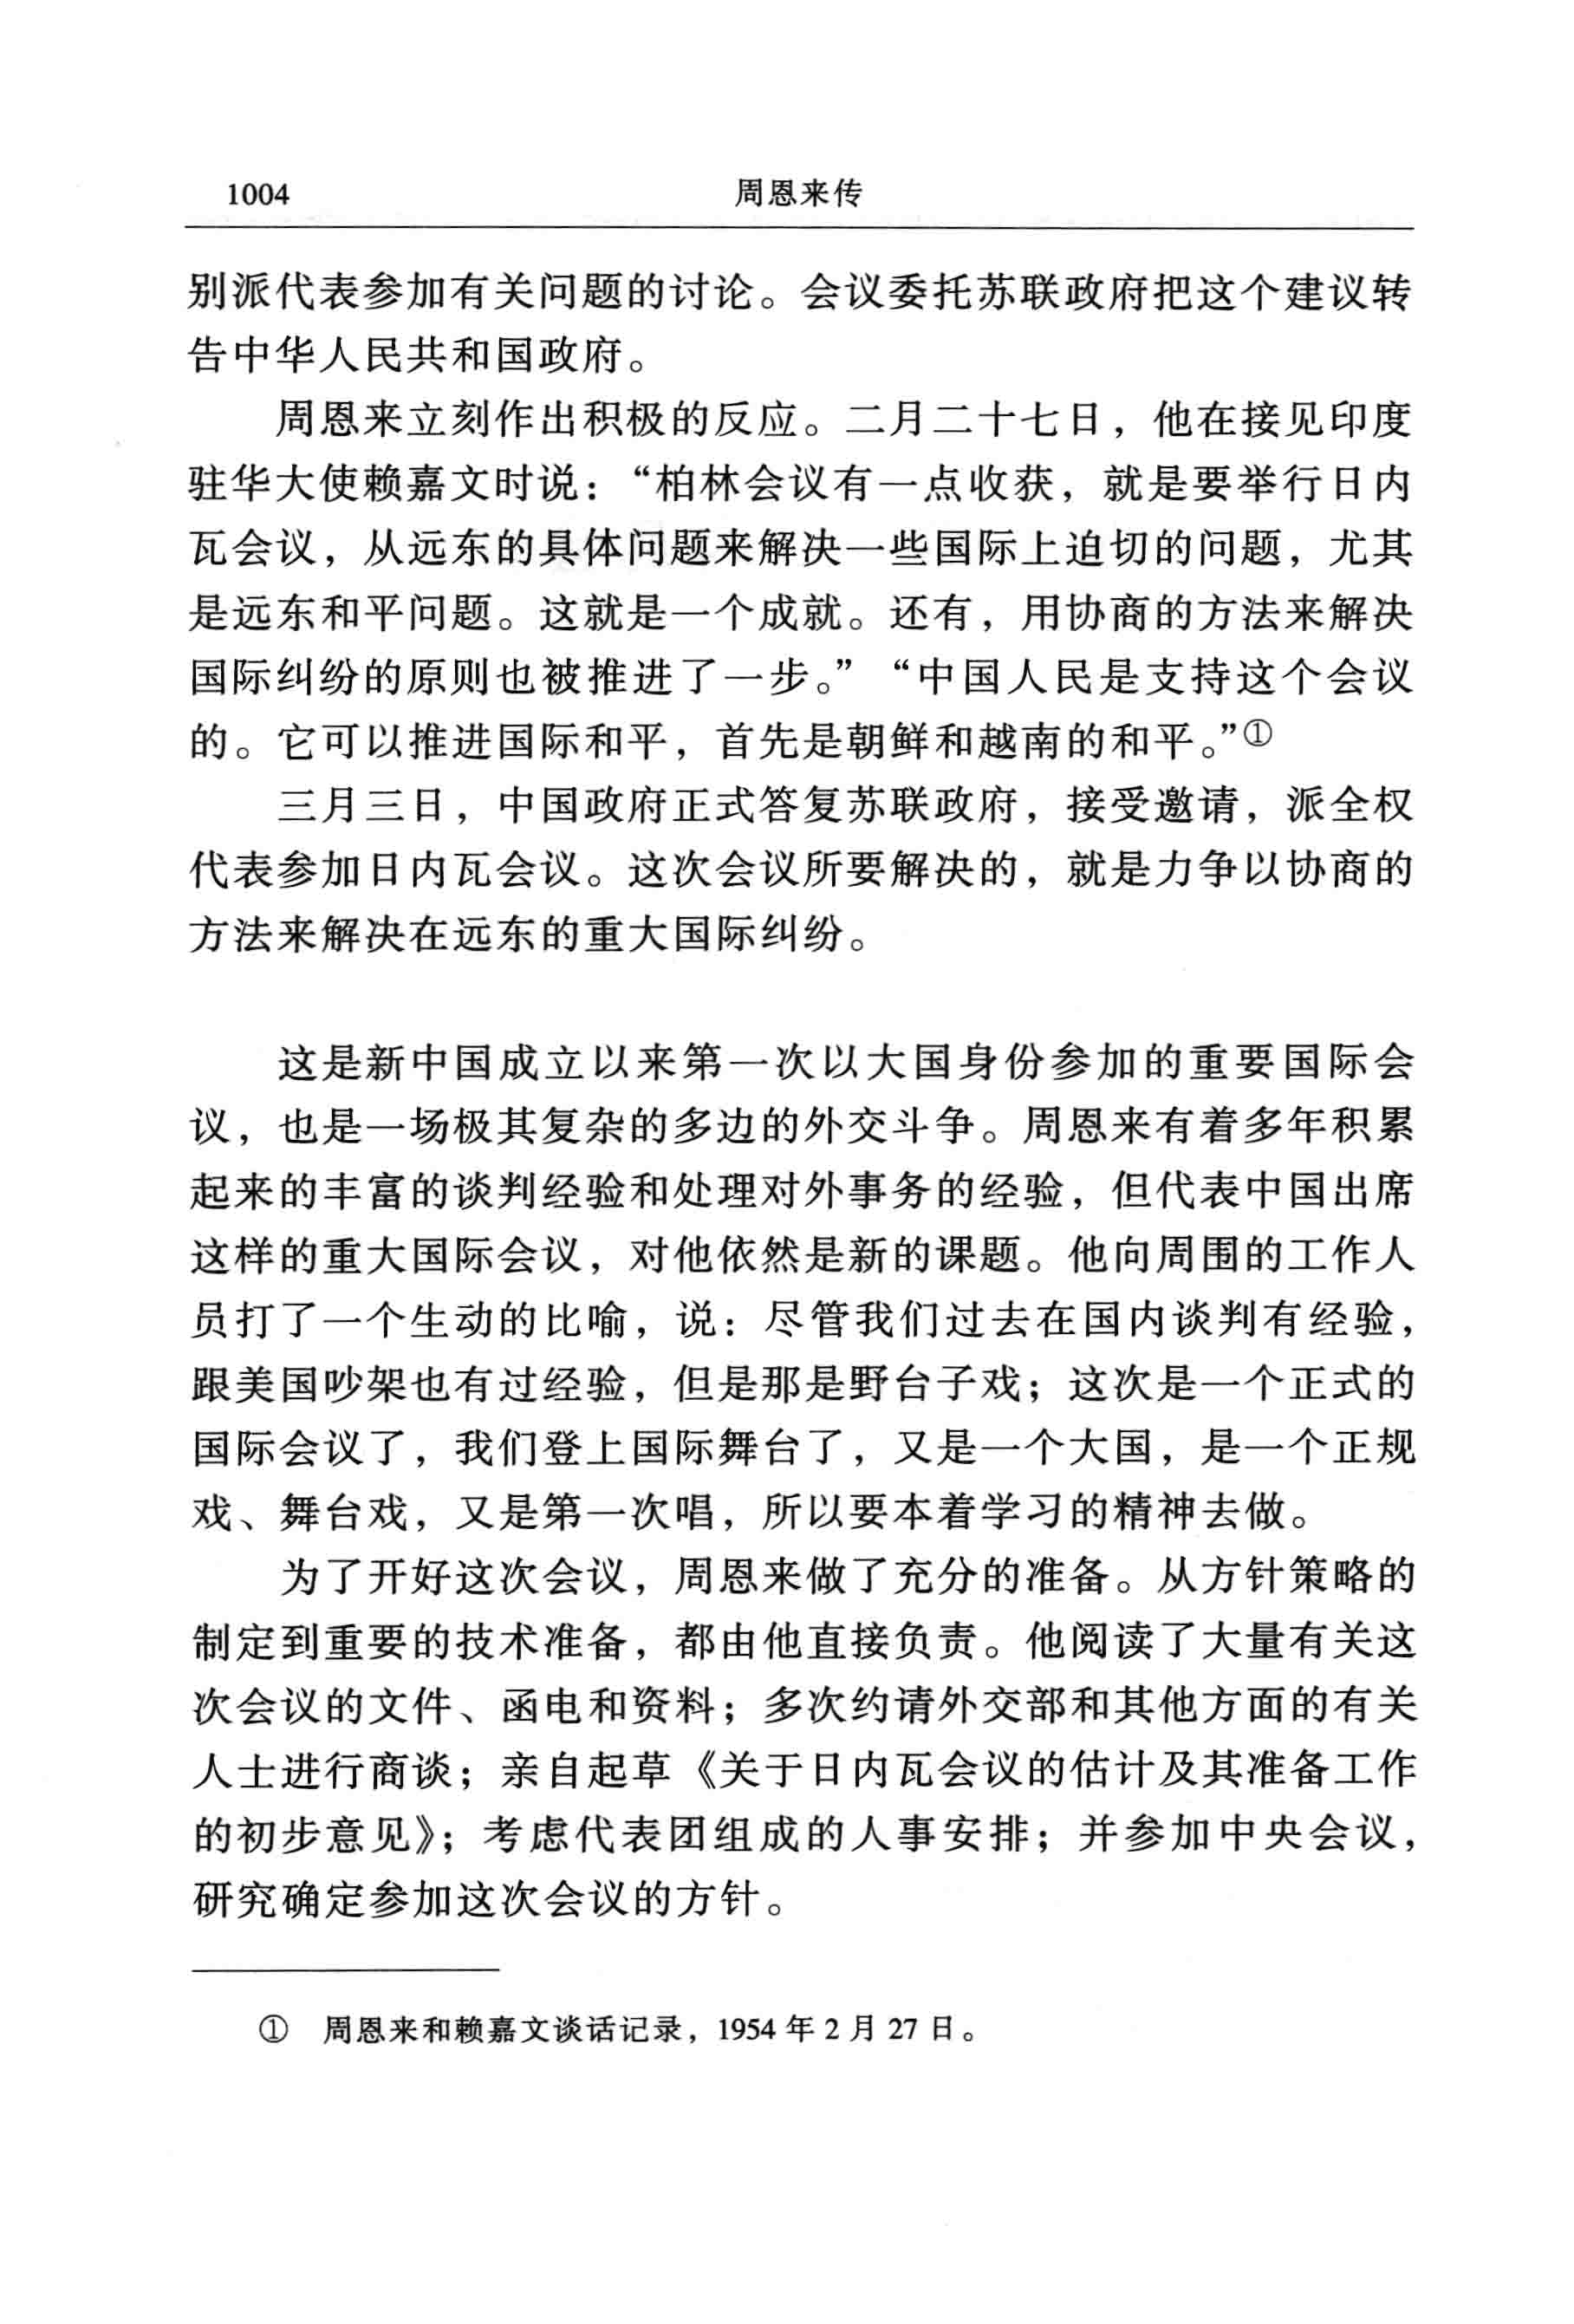 1004 周恩来传
别派代表参加有关问题的讨论。会议委托苏联政府把这个建议转
告中华人民共和国政府。
周恩来立刻作出积极的反应。二月二十七日，他在接见印度
驻华大使赖嘉文时说：“柏林会议有一点收获，就是要举行日内
瓦会议，从远东的具体问题来解决一些国际上迫切的问题，尤其
是远东和平问题。这就是一个成就。还有，用协商的方法来解决
国际纠纷的原则也被推进了一步。”“中国人民是支持这个会议
的。它可以推进国际和平，首先是朝鲜和越南的和平。”①
三月三日，中国政府正式答复苏联政府，接受邀请，派全权
代表参加日内瓦会议。这次会议所要解决的，就是力争以协商的
方法来解决在远东的重大国际纠纷。
这是新中国成立以来第一次以大国身份参加的重要国际会
议，也是一场极其复杂的多边的外交斗争。周恩来有着多年积累
起来的丰富的谈判经验和处理对外事务的经验，但代表中国出席
这样的重大国际会议，对他依然是新的课题。他向周围的工作人
员打了一个生动的比喻，说：尽管我们过去在国内谈判有经验，
跟美国吵架也有过经验，但是那是野台子戏；这次是一个正式的
国际会议了，我们登上国际舞台了，又是一个大国，是一个正规
戏、舞台戏，又是第一次唱，所以要本着学习的精神去做。
为了开好这次会议，周恩来做了充分的准备。从方针策略的
制定到重要的技术准备，都由他直接负责。他阅读了大量有关这
次会议的文件、函电和资料；多次约请外交部和其他方面的有关
人士进行商谈；亲自起草《关于日内瓦会议的估计及其准备工作
的初步意见》；考虑代表团组成的人事安排；并参加中央会议，
研究确定参加这次会议的方针。
① 周恩来和赖嘉文谈话记录，1954 年 2 月 27 日。